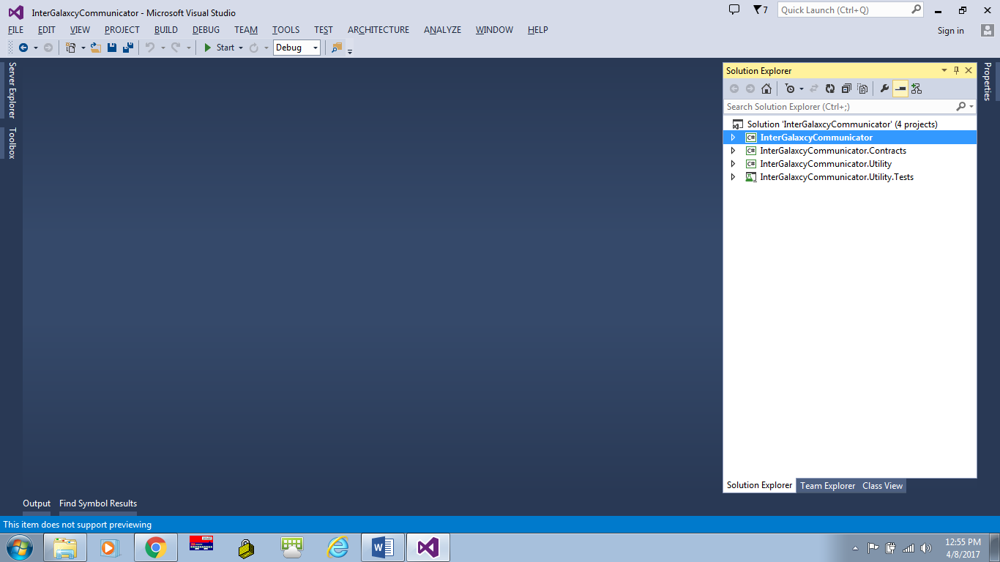 InterGalaxcyCommunicator - Microsoft Visual Studio
7
Quick Launch (Ctrl+Q)
FILE EDIT VIEW PROJECT BUILD DEBUG TEAM TOOLS TEST ARCHITECTURE ANALYZE WINDOW HELP
Sign in
Start
Debug
Server Explorer
Toolbox
Solution Explorer
Search Solution Explorer (Ctrl+;)
Solution 'InterGalaxcyCommunicator' (4 projects)
C# InterGalaxcyCommunicator
C# InterGalaxcyCommunicator.Contracts
C# InterGalaxcyCommunicator.Utility
InterGalaxcyCommunicator.Utility.Tests
Properties
Solution Explorer Team Explorer Class View
Output Find Symbol Results
This item does not support previewing
12:55 PM
4/8/2017